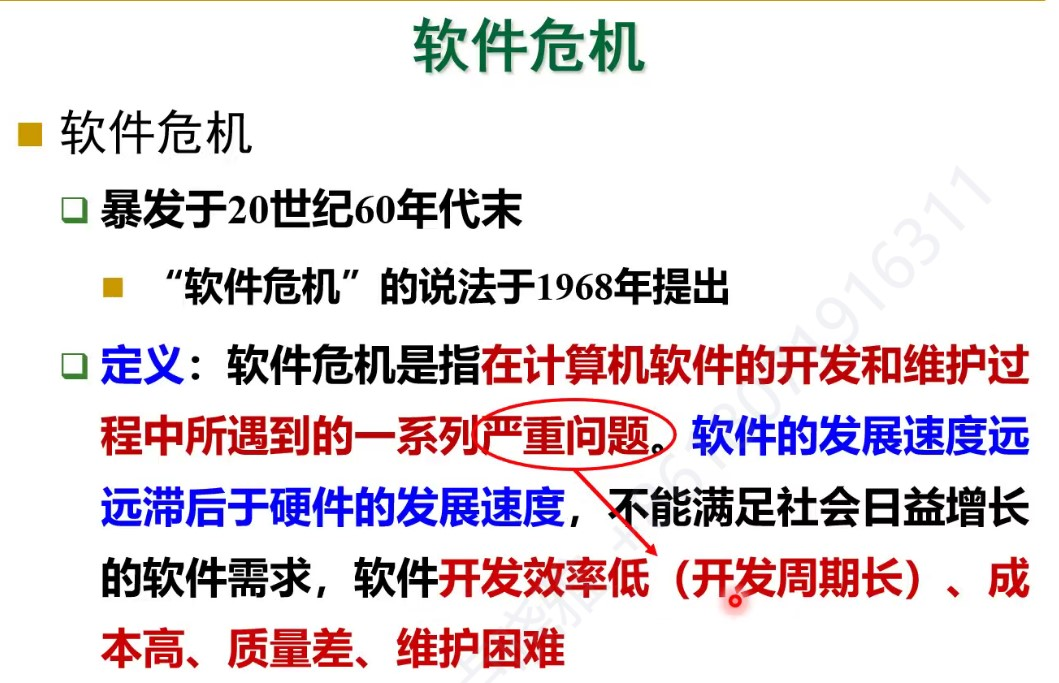 软件危机
软件危机
暴发于20世纪60年代末
“软件危机”的说法于1968年提出
定义：软件危机是指在计算机软件的开发和维护过
程中所遇到的一系列严重问题。软件的发展速度远
远滞后于硬件的发展速度，不能满足社会日益增长
的软件需求，软件开发效率低（开发周期长）、成
本高、质量差、维护困难